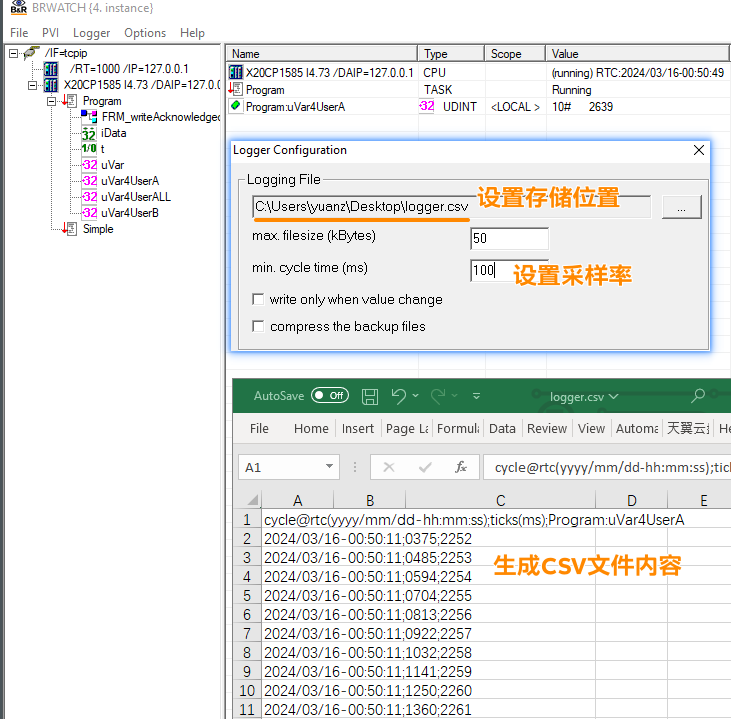 BRWATCH {4. instance}
File PVI Logger Options Help
/IF=tcpip
/RT=1000 /IP=127.0.0.1
X20CP1585 I4.73 /DAIP=127.0.0
Program
FRM_writeAcknowledged
iData
t
uVar
uVar4UserA
uVar4UserALL
uVar4UserB
Simple
Name Type Scope Value
X20CP1585 I4.73 /DAIP=127.0.0.1 CPU (running) RTC:2024/03/16-00:50:49
Program TASK Running
Program:uVar4UserA UDINT <LOCAL > 10# 2639
Logger Configuration
Logging File
C:\Users\yuanz\Desktop\logger.csv 设置存储位置
...
max. filesize (kBytes) 50
min. cycle time (ms) 100 设置采样率
write only when value change
compress the backup files
AutoSave Off logger.csv
File Home Insert Page La Formula Data Review View Automa 天翼云 He
A1 fx cycle@rtc(yyyy/mm/dd-hh:mm:ss);tick
A B C D E
1 cycle@rtc(yyyy/mm/dd-hh:mm:ss);ticks(ms);Program:uVar4UserA
2 2024/03/16-00:50:11;0375;2252
3 2024/03/16-00:50:11;0485;2253
4 2024/03/16-00:50:11;0594;2254
5 2024/03/16-00:50:11;0704;2255
6 2024/03/16-00:50:11;0813;2256
7 2024/03/16-00:50:11;0922;2257
8 2024/03/16-00:50:11;1032;2258
9 2024/03/16-00:50:11;1141;2259
10 2024/03/16-00:50:11;1250;2260
11 2024/03/16-00:50:11;1360;2261
生成CSV文件内容